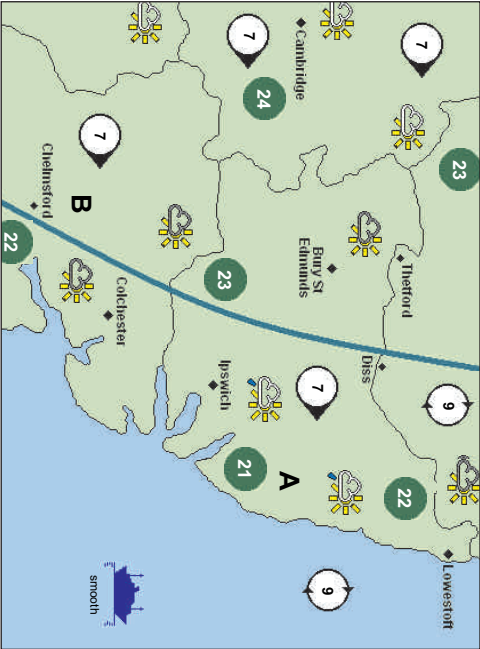 23
9
Lowestoft
7
Thetford
22
Diss
9
7
Bury St
Edmunds
Cambridge
A
24
21
23
Ipswich
Colchester
7
smooth
B
Chelmsford
22